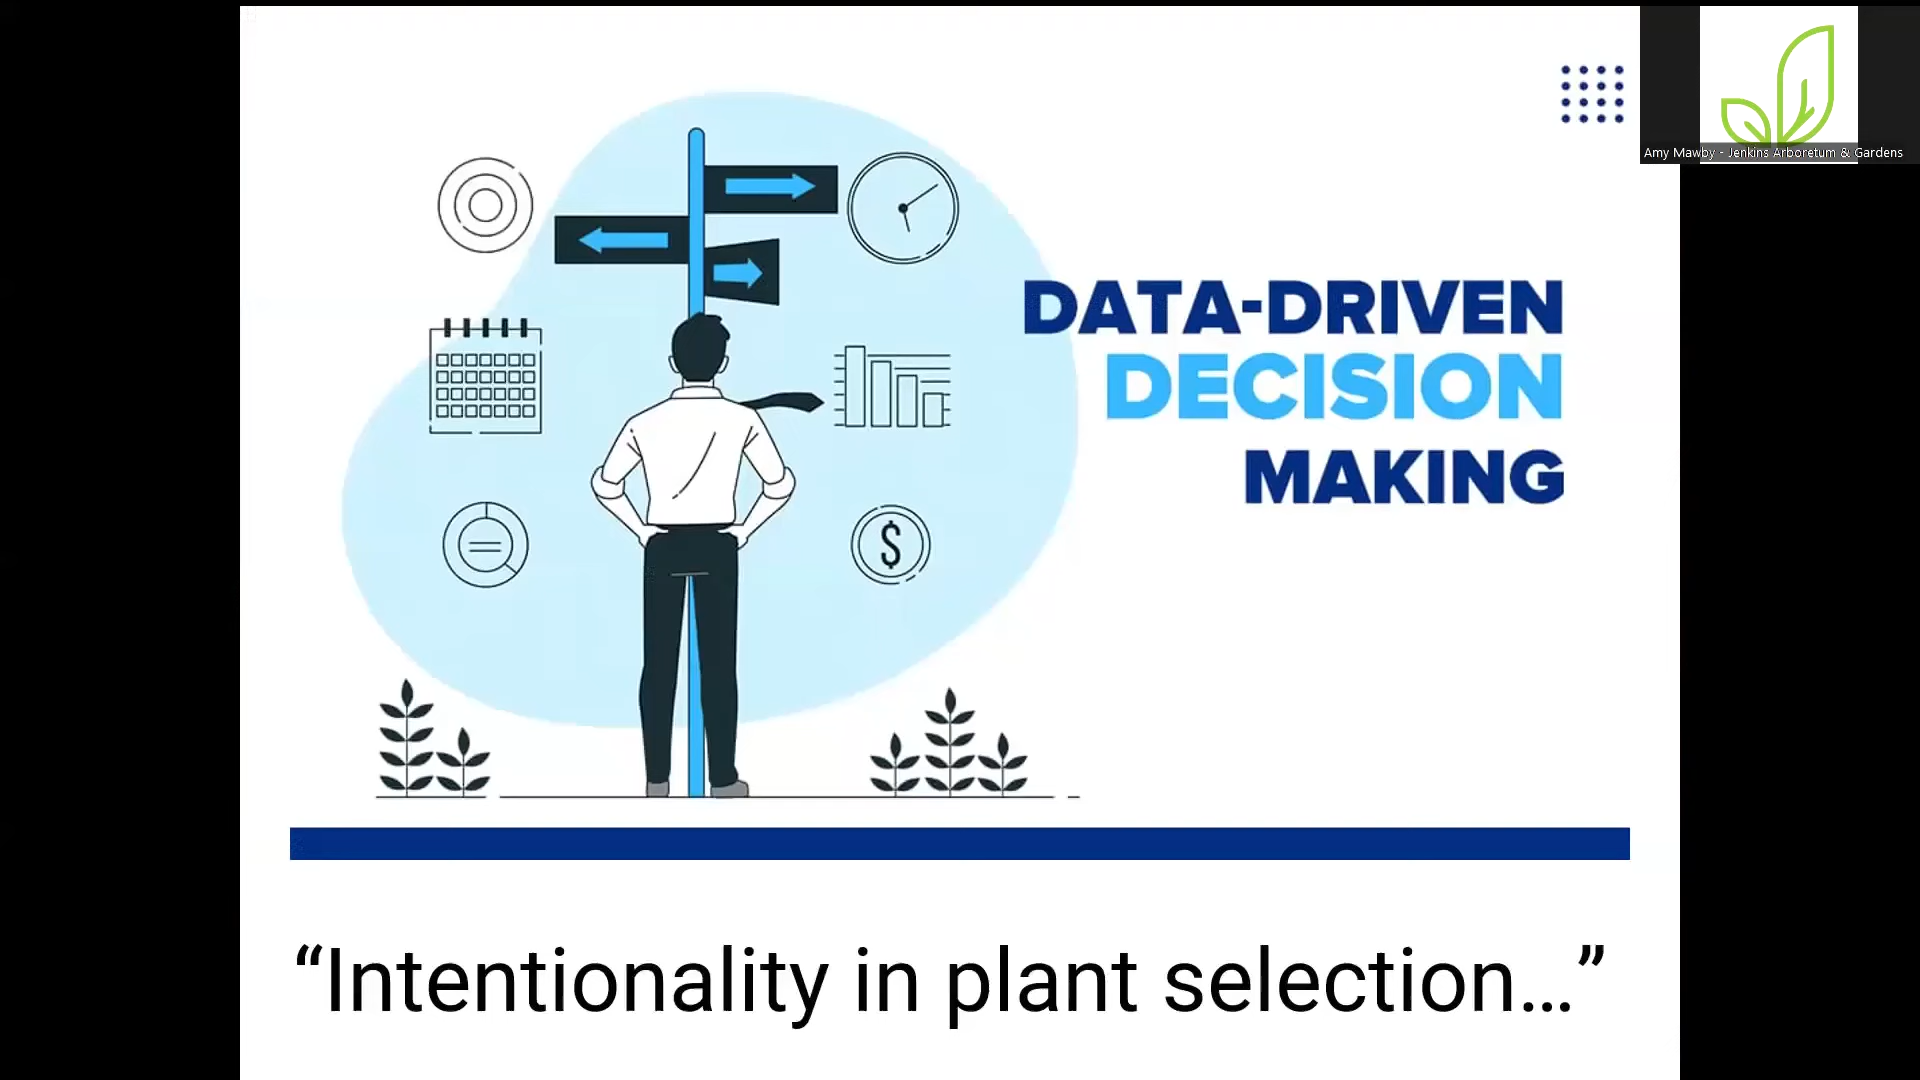 Amy Mawby - Jenkins Arboretum & Gardens
DATA-DRIVEN
DECISION
MAKING
$
“Intentionality in plant selection...”